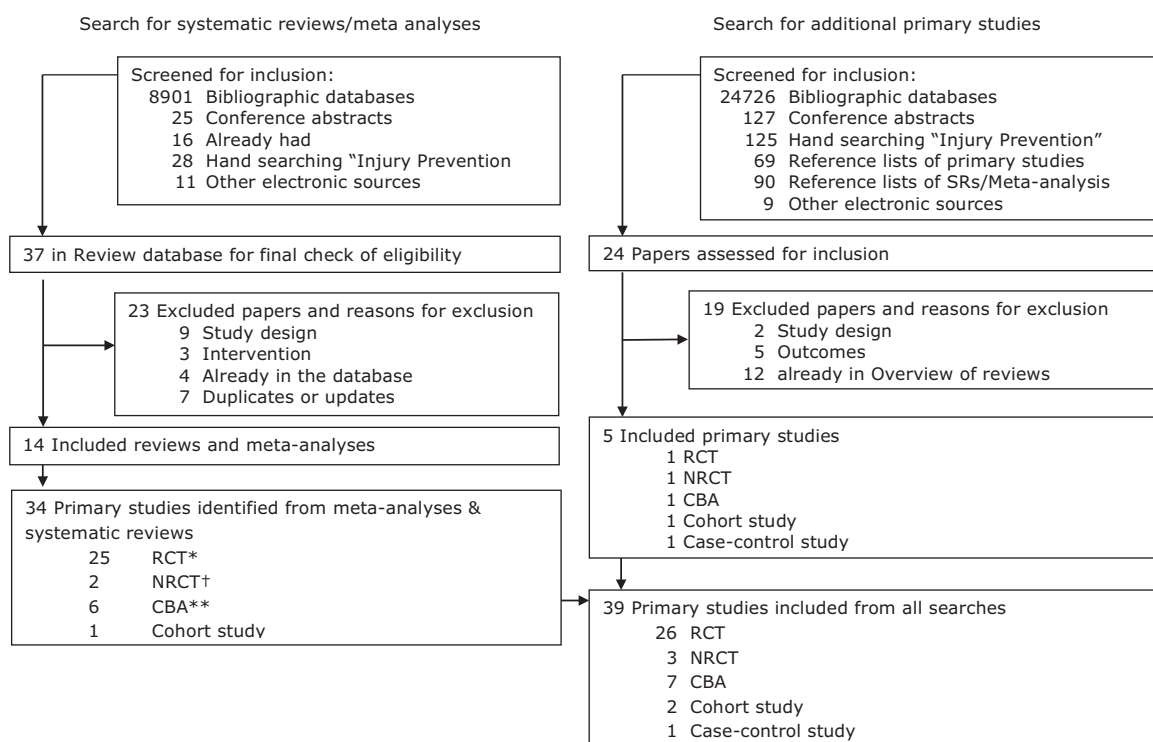 Search for systematic reviews/meta analyses
Screened for inclusion:
8901 Bibliographic databases
25 Conference abstracts
16 Already had
28 Hand searching “Injury Prevention
11 Other electronic sources
37 in Review database for final check of eligibility
23 Excluded papers and reasons for exclusion
9 Study design
3 Intervention
4 Already in the database
7 Duplicates or updates
14 Included reviews and meta-analyses
34 Primary studies identified from meta-analyses &
systematic reviews
25 RCT*
2 NRCT†
6 CBA**
1 Cohort study
Search for additional primary studies
Screened for inclusion:
24726 Bibliographic databases
127 Conference abstracts
125 Hand searching “Injury Prevention”
69 Reference lists of primary studies
90 Reference lists of SRs/Meta-analysis
9 Other electronic sources
24 Papers assessed for inclusion
19 Excluded papers and reasons for exclusion
2 Study design
5 Outcomes
12 already in Overview of reviews
5 Included primary studies
1 RCT
1 NRCT
1 CBA
1 Cohort study
1 Case-control study
39 Primary studies included from all searches
26 RCT
3 NRCT
7 CBA
2 Cohort study
1 Case-control study